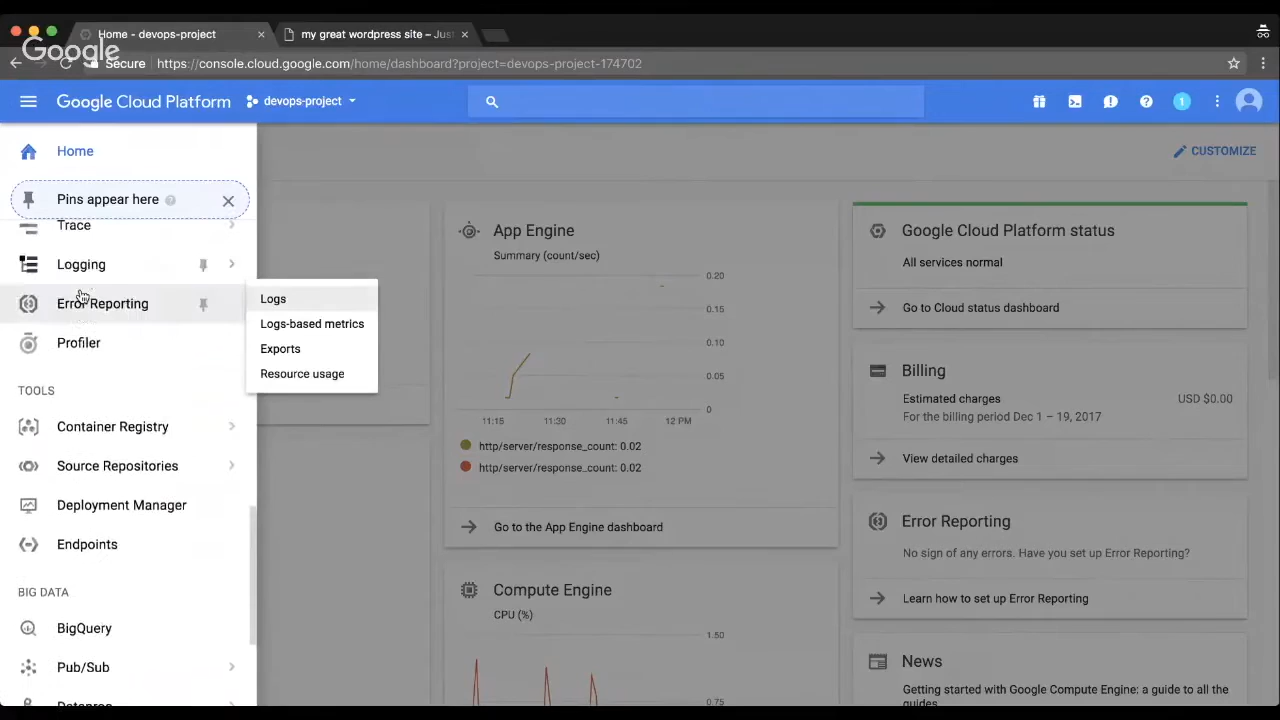 Home - devops-project
my great wordpress site – Jus
Google
Secure
https://console.cloud.google.com/home/dashboard?project=devops-project-174702
Google Cloud Platform
devops-project
1
Home
Pins appear here
Trace
Logging
Error Reporting
Profiler
TOOLS
Container Registry
Source Repositories
Deployment Manager
Endpoints
BIG DATA
BigQuery
Pub/Sub
Dataproc
Logs
Logs-based metrics
Exports
Resource usage
CUSTOMIZE
App Engine
Summary (count/sec)
0.20
0.15
0.10
0.05
0
11:15 11:30 11:45 12 PM
http/server/response_count: 0.02
http/server/response_count: 0.02
Go to the App Engine dashboard
Compute Engine
CPU (%)
1.50
0.75
Google Cloud Platform status
All services normal
Go to Cloud status dashboard
Billing
Estimated charges USD $0.00
For the billing period Dec 1 – 19, 2017
View detailed charges
Error Reporting
No sign of any errors. Have you set up Error Reporting?
Learn how to set up Error Reporting
News
Getting started with Google Compute Engine: a guide to all the
guides